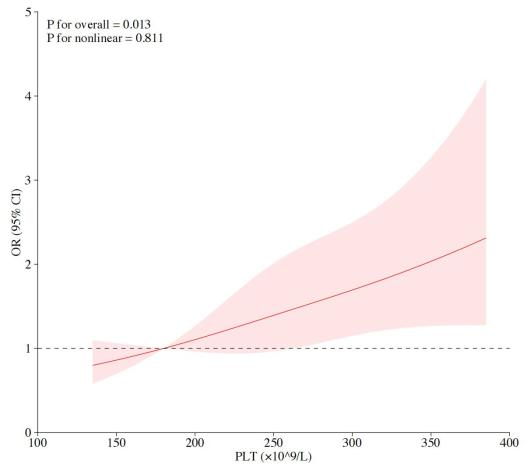 5
P for overall = 0.013
P for nonlinear = 0.811
4
3
OR (95% CI)
2
1
0
100 150 200 250 300 350 400
PLT (×10^9/L)